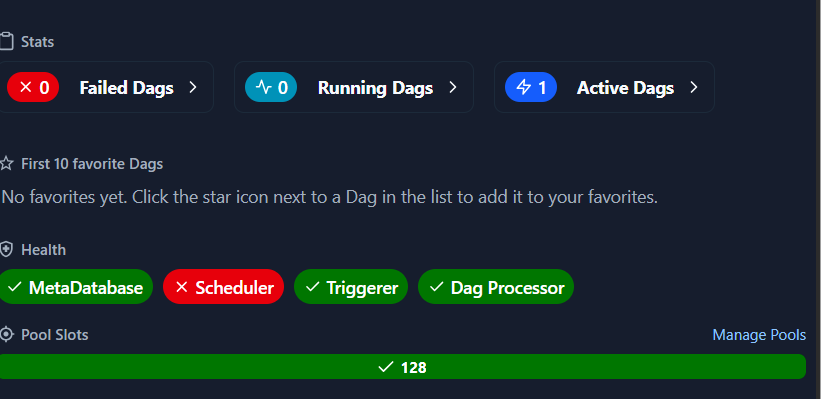 Stats
0 Failed Dags
0 Running Dags
1 Active Dags
First 10 favorite Dags
No favorites yet. Click the star icon next to a Dag in the list to add it to your favorites.
Health
MetaDatabase Scheduler Triggerer Dag Processor
Pool Slots Manage Pools
128